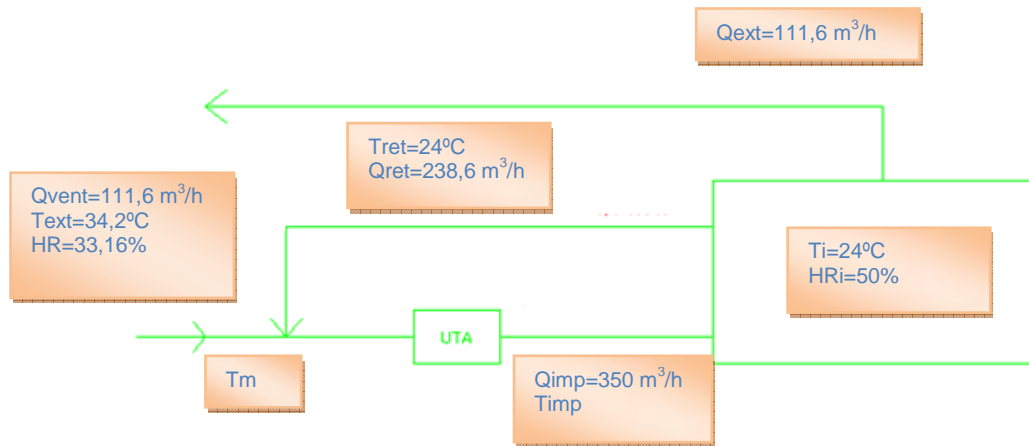 Qext=111,6 m³/h
Tret=24ºC
Qret=238,6 m³/h
Qvent=111,6 m³/h
Text=34,2ºC
HR=33,16%
Ti=24ºC
HRi=50%
UTA
Tm
Qimp=350 m³/h
Timp